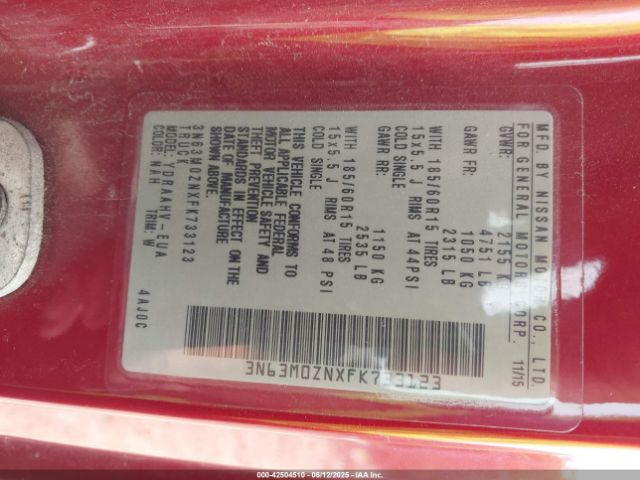 MFD. BY NISSAN MOTOR CO., LTD.
FOR GENERAL MOTORS CORP. 11/15
GVWR: 2155 KG
4751 LB
GAWR FR: 1050 KG
2315 LB
WITH 185/60R15 TIRES
15x5.5 J RIMS AT 44PSI
COLD SINGLE
GAWR RR: 1150 KG
2535 LB
WITH 185/60R15 TIRES
15x5.5 J RIMS AT 48 PSI
COLD SINGLE
THIS VEHICLE CONFORMS TO
ALL APPLICABLE FEDERAL
MOTOR VEHICLE SAFETY AND
THEFT PREVENTION
STANDARDS IN EFFECT ON THE
DATE OF MANUFACTURE
SHOWN ABOVE.
3N63M0ZNXFK733123
TRUCK
MODEL: YDRAAHV-EUA
COLOR: NAH TRIM: W
4AJ0C
3N63M0ZNXFK733123
000-42504510 - 06/12/2025 -